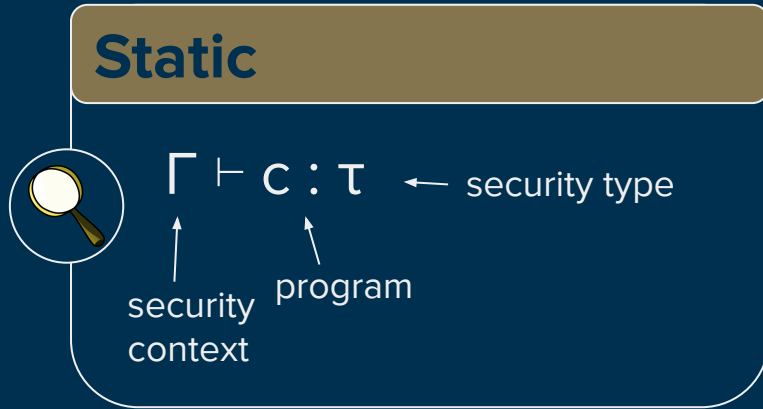 Static
Γ ⊢ c : τ
security type
program
security
context